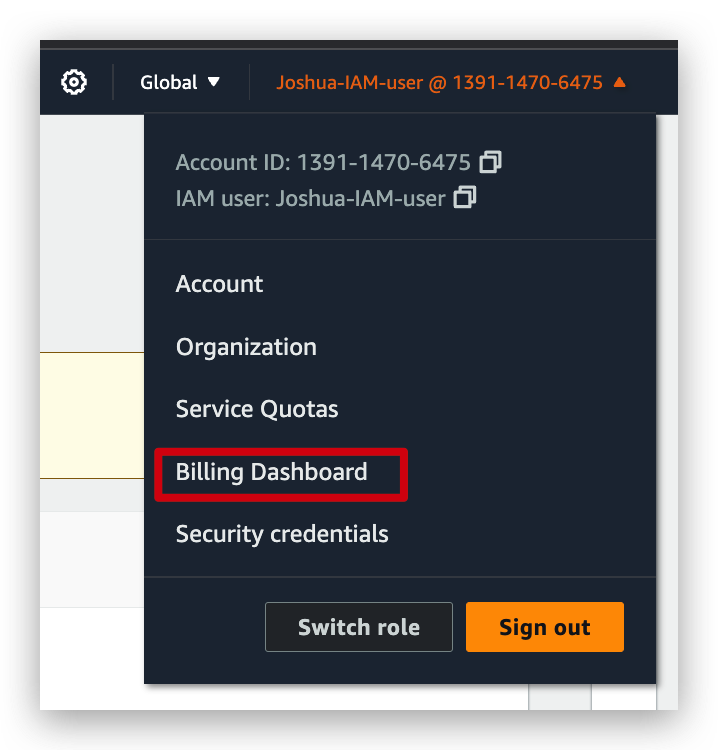 Global ▼ Joshua-IAM-user @ 1391-1470-6475 ▲
Account ID: 1391-1470-6475
IAM user: Joshua-IAM-user
Account
Organization
Service Quotas
Billing Dashboard
Security credentials
Switch role Sign out